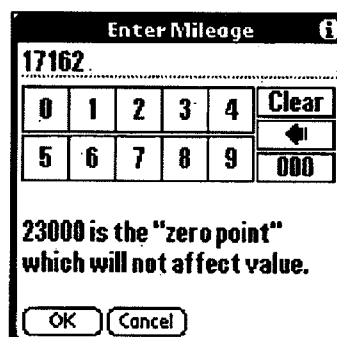 Enter Mileage i
17162
0 1 2 3 4 Clear
5 6 7 8 9 000
23000 is the "zero point"
which will not affect value.
OK Cancel